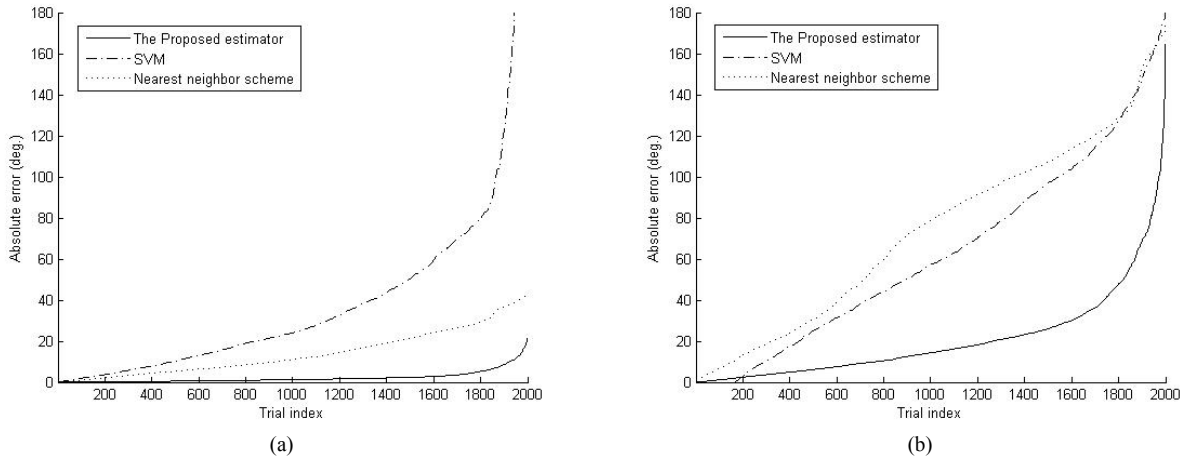 180
160
140
120
100
80
60
40
20
0
Absolute error (deg.)
The Proposed estimator
SVM
Nearest neighbor scheme
200 400 600 800 1000 1200 1400 1600 1800 2000
Trial index
(a)
180
160
140
120
100
80
60
40
20
0
Absolute error (deg.)
The Proposed estimator
SVM
Nearest neighbor scheme
200 400 600 800 1000 1200 1400 1600 1800 2000
Trial index
(b)